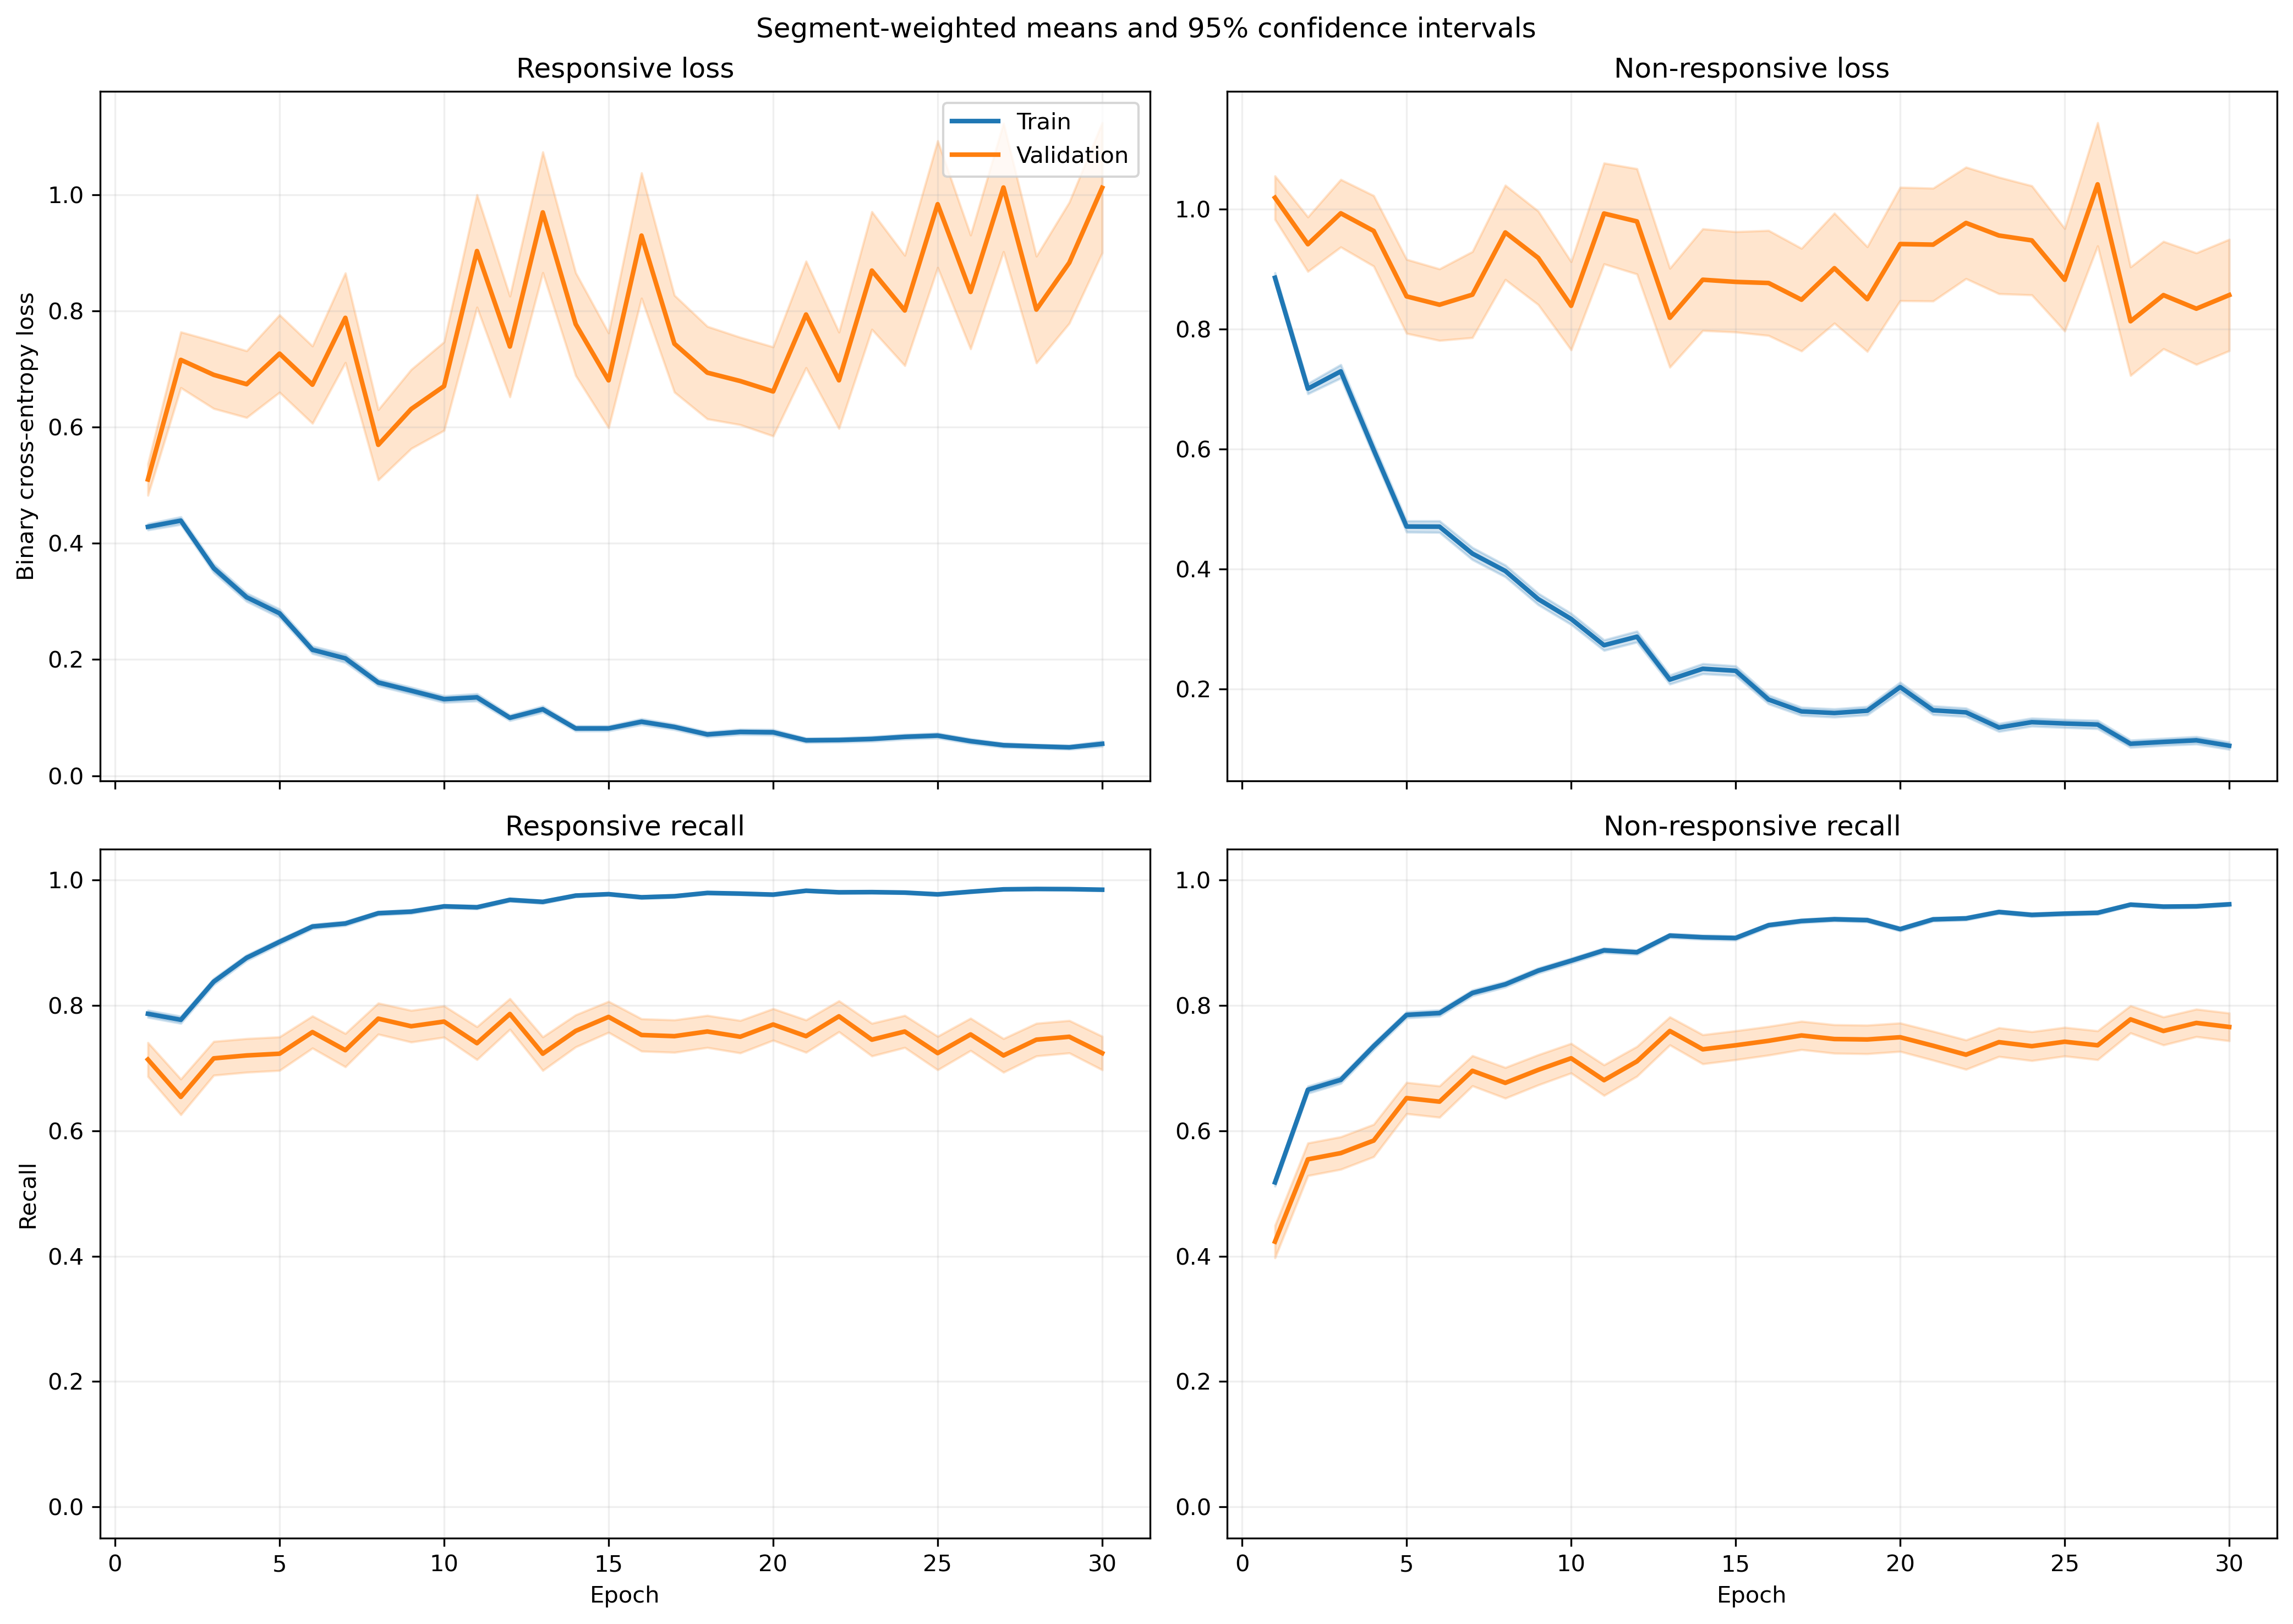 Segment-weighted means and 95% confidence intervals
Responsive loss
Non-responsive loss
Train
Validation
Binary cross-entropy loss
1.0
0.8
0.6
0.4
0.2
0.0
1.0
0.8
0.6
0.4
0.2
Responsive recall
Non-responsive recall
Recall
1.0
0.8
0.6
0.4
0.2
0.0
0 5 10 15 20 25 30
Epoch
1.0
0.8
0.6
0.4
0.2
0.0
0 5 10 15 20 25 30
Epoch